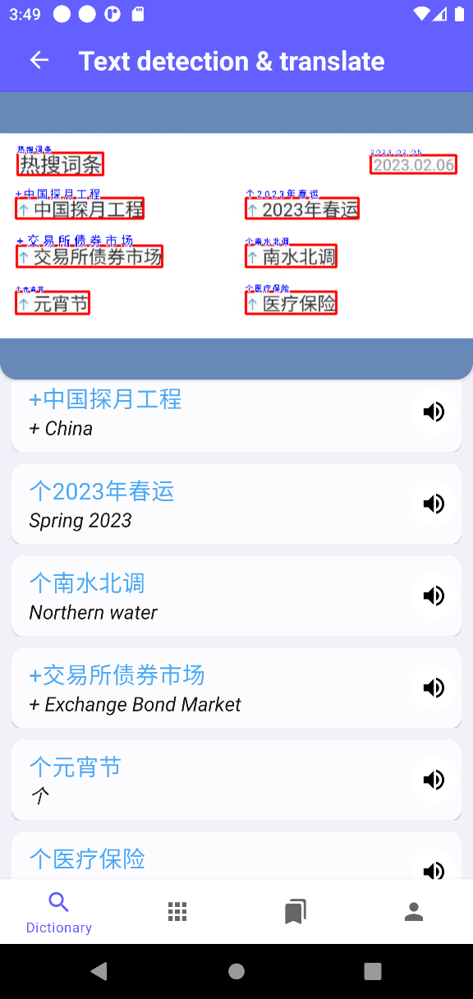 3:49
Text detection & translate
热搜词条
热搜词条
2023.02.06
2023.02.06
+中国探月工程
↑ 中国探月工程
个2023年春运
↑ 2023年春运
+交易所债券市场
↑ 交易所债券市场
个南水北调
↑ 南水北调
个元宵节
↑ 元宵节
个医疗保险
↑ 医疗保险
+中国探月工程
+ China
个2023年春运
Spring 2023
个南水北调
Northern water
+交易所债券市场
+ Exchange Bond Market
个元宵节
个
个医疗保险
Dictionary